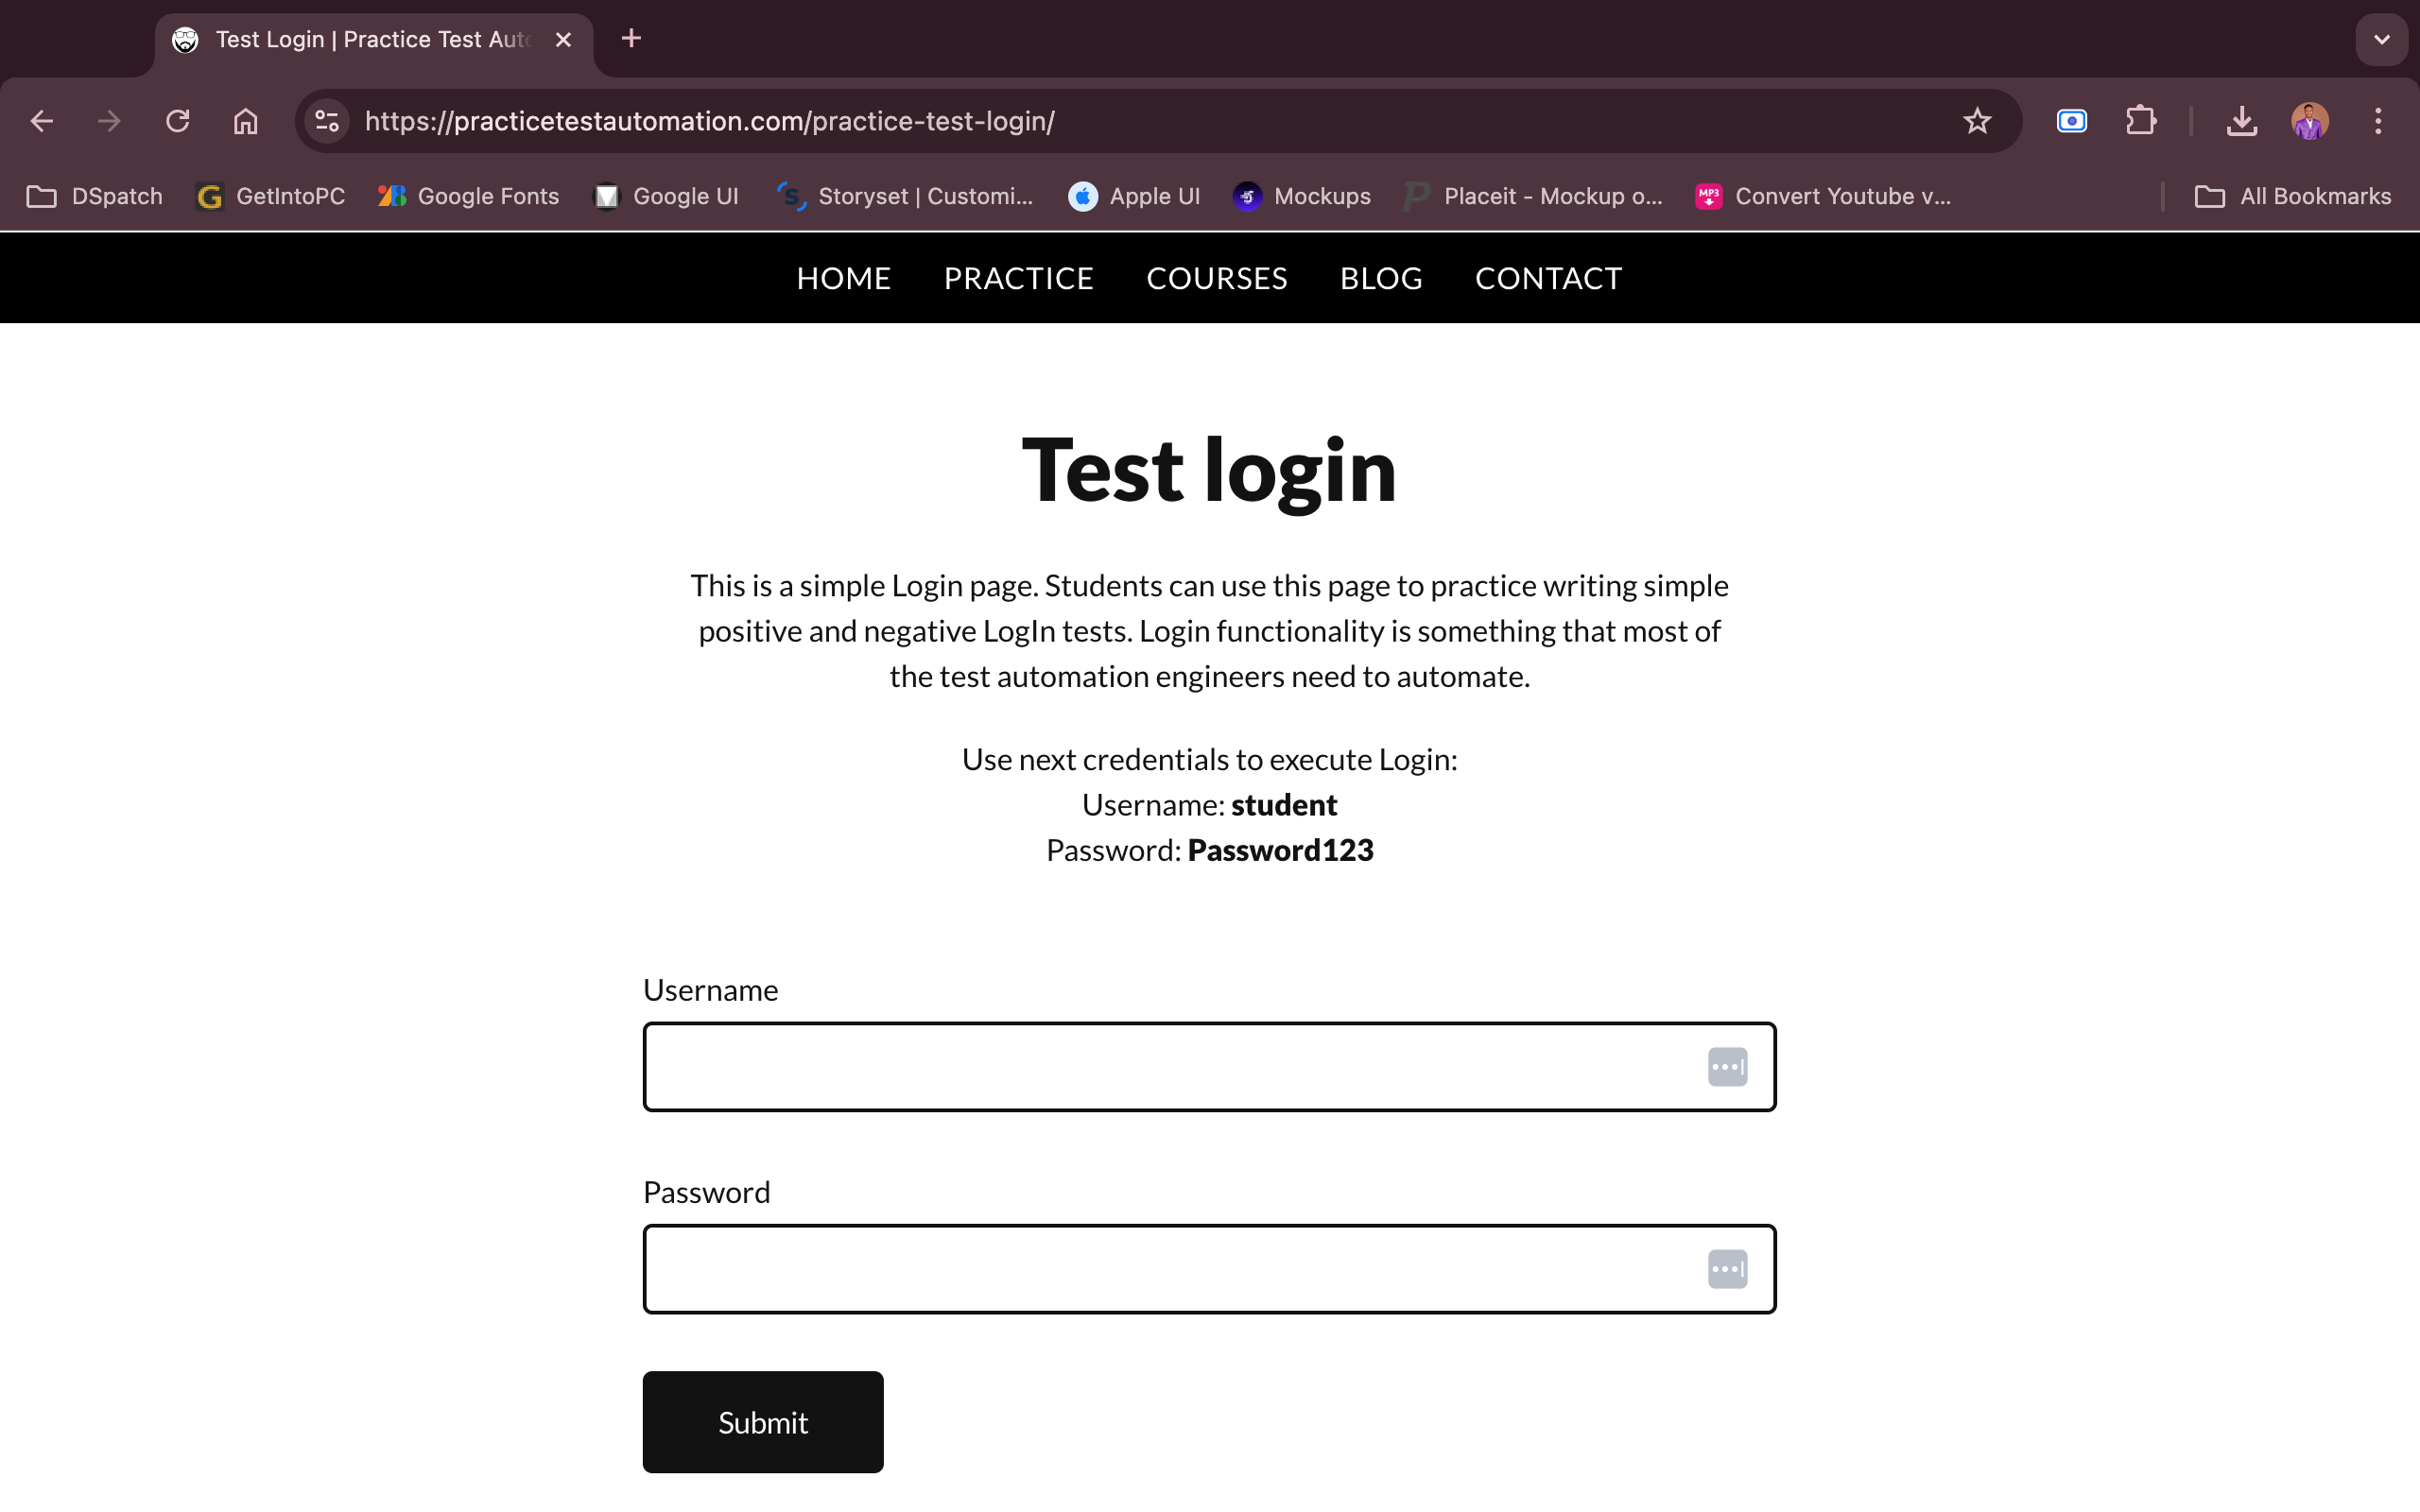 Test Login | Practice Test Auto
https://practicetestautomation.com/practice-test-login/
DSpatch GetIntoPC Google Fonts Google UI Storyset | Customi... Apple UI Mockups Placeit - Mockup o... Convert Youtube v... All Bookmarks
HOME PRACTICE COURSES BLOG CONTACT
Test login
This is a simple Login page. Students can use this page to practice writing simple
positive and negative LogIn tests. Login functionality is something that most of
the test automation engineers need to automate.
Use next credentials to execute Login:
Username: student
Password: Password123
Username
Password
Submit